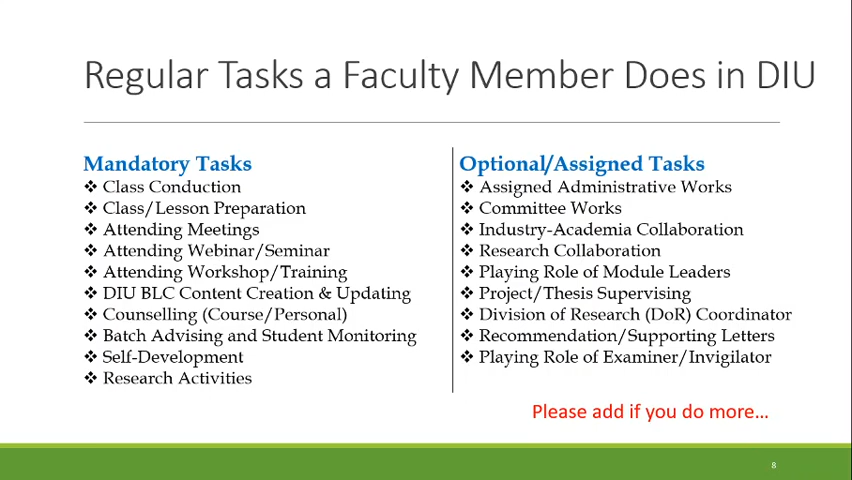 Regular Tasks a Faculty Member Does in DIU
Mandatory Tasks
❖ Class Conduction
❖ Class/Lesson Preparation
❖ Attending Meetings
❖ Attending Webinar/Seminar
❖ Attending Workshop/Training
❖ DIU BLC Content Creation & Updating
❖ Counselling (Course/Personal)
❖ Batch Advising and Student Monitoring
❖ Self-Development
❖ Research Activities
Optional/Assigned Tasks
❖ Assigned Administrative Works
❖ Committee Works
❖ Industry-Academia Collaboration
❖ Research Collaboration
❖ Playing Role of Module Leaders
❖ Project/Thesis Supervising
❖ Division of Research (DoR) Coordinator
❖ Recommendation/Supporting Letters
❖ Playing Role of Examiner/Invigilator
Please add if you do more…
8